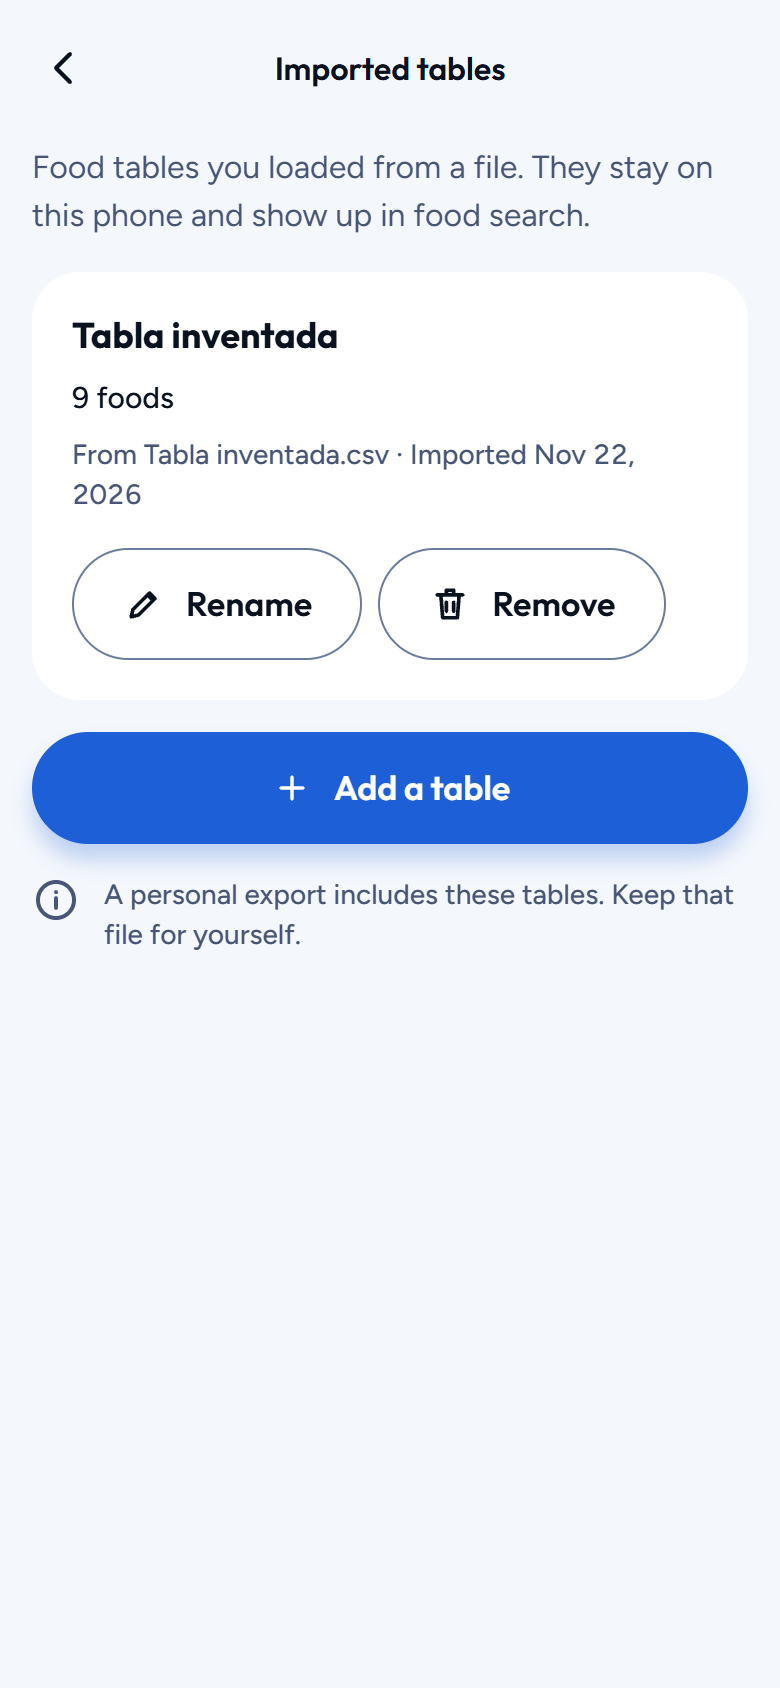 Imported tables
Food tables you loaded from a file. They stay on
this phone and show up in food search.
Tabla inventada
9 foods
From Tabla inventada.csv · Imported Nov 22,
2026
Rename
Remove
Add a table
A personal export includes these tables. Keep that
file for yourself.